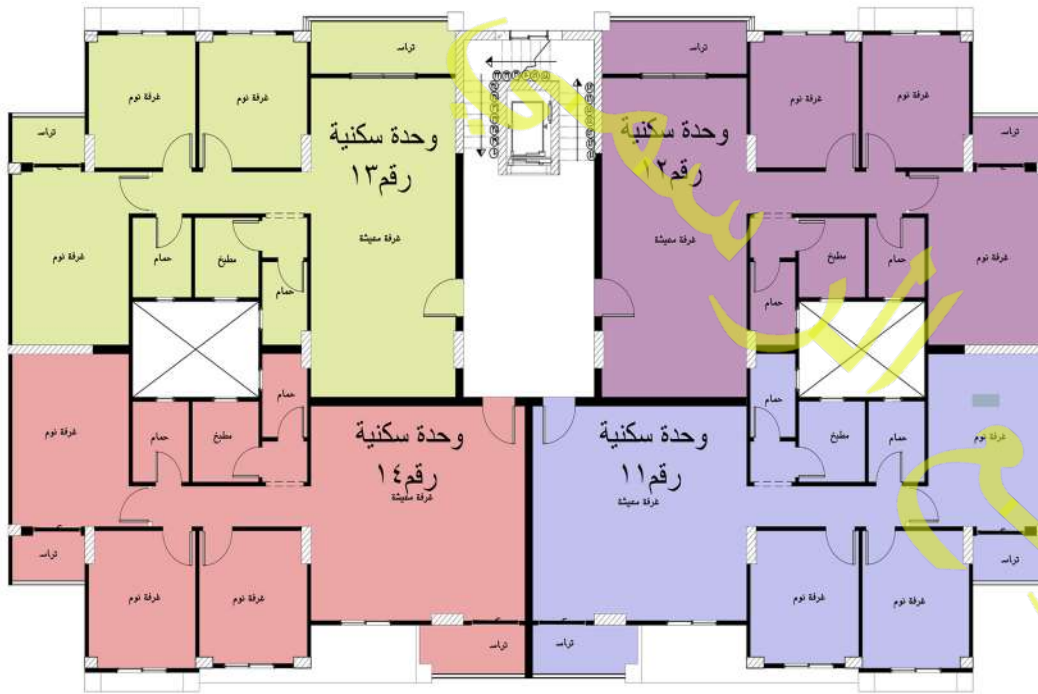 تراس
غرفة نوم
غرفة نوم
تراس
وحدة سكنية
رقم١٢
غرفة معيشة
مطبخ
حمام
غرفة نوم
حمام
تراس
غرفة نوم
غرفة نوم
تراس
وحدة سكنية
رقم١٣
غرفة معيشة
مطبخ
حمام
غرفة نوم
حمام
حمام
وحدة سكنية
رقم١١
غرفة معيشة
مطبخ
حمام
غرفة نوم
تراس
غرفة نوم
غرفة نوم
تراس
حمام
وحدة سكنية
رقم١٤
غرفة معيشة
مطبخ
حمام
غرفة نوم
تراس
غرفة نوم
غرفة نوم
تراس